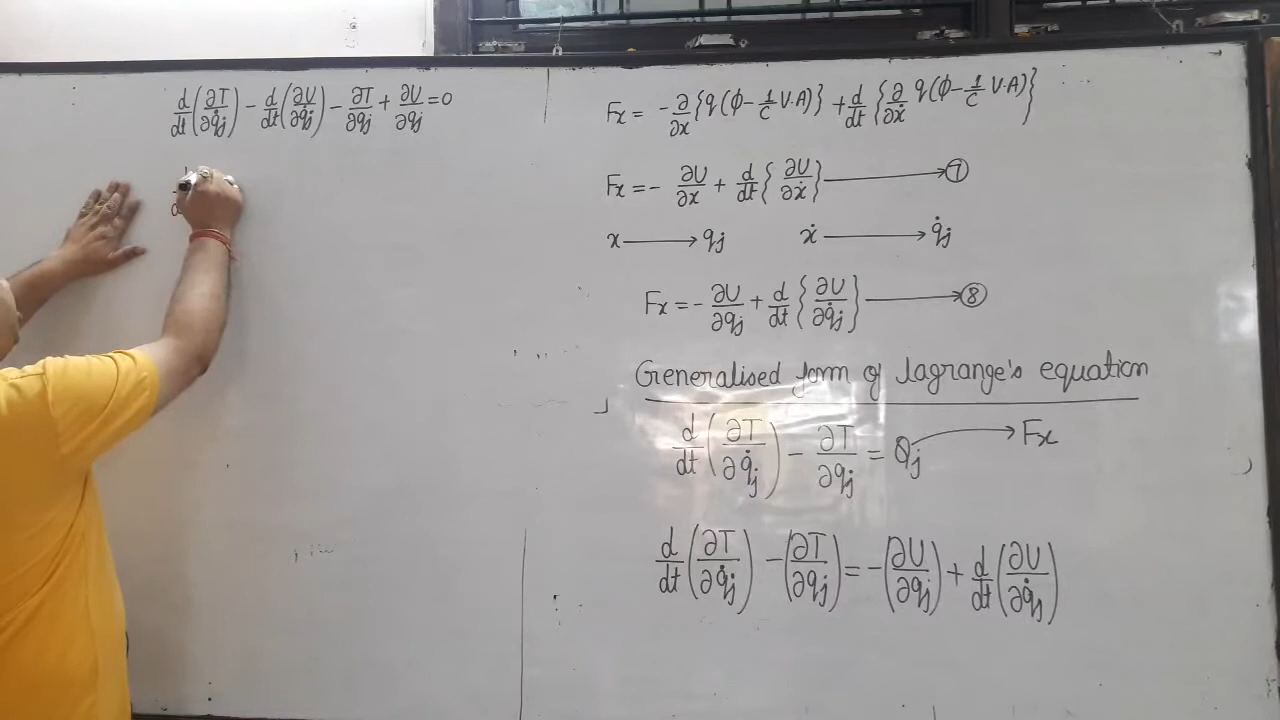 d/dt(∂T/∂q̇j) − d/dt(∂U/∂q̇j) − ∂T/∂qj + ∂U/∂qj = 0
Fx = −∂/∂x{q(ϕ−1/c V·A)} + d/dt{∂/∂ẋ q(ϕ−1/c V·A)}
Fx = − ∂U/∂x + d/dt{∂U/∂ẋ} ⟶ ⑦
x ⟶ qj ẋ ⟶ q̇j
Fx = − ∂U/∂qj + d/dt{∂U/∂q̇j} ⟶ ⑧
Generalised form of lagrange's equation
d/dt(∂T/∂q̇j) − ∂T/∂qj = Qj ⟶ Fx
d/dt(∂T/∂q̇j) − (∂T/∂qj) = −(∂U/∂qj) + d/dt(∂U/∂q̇j)